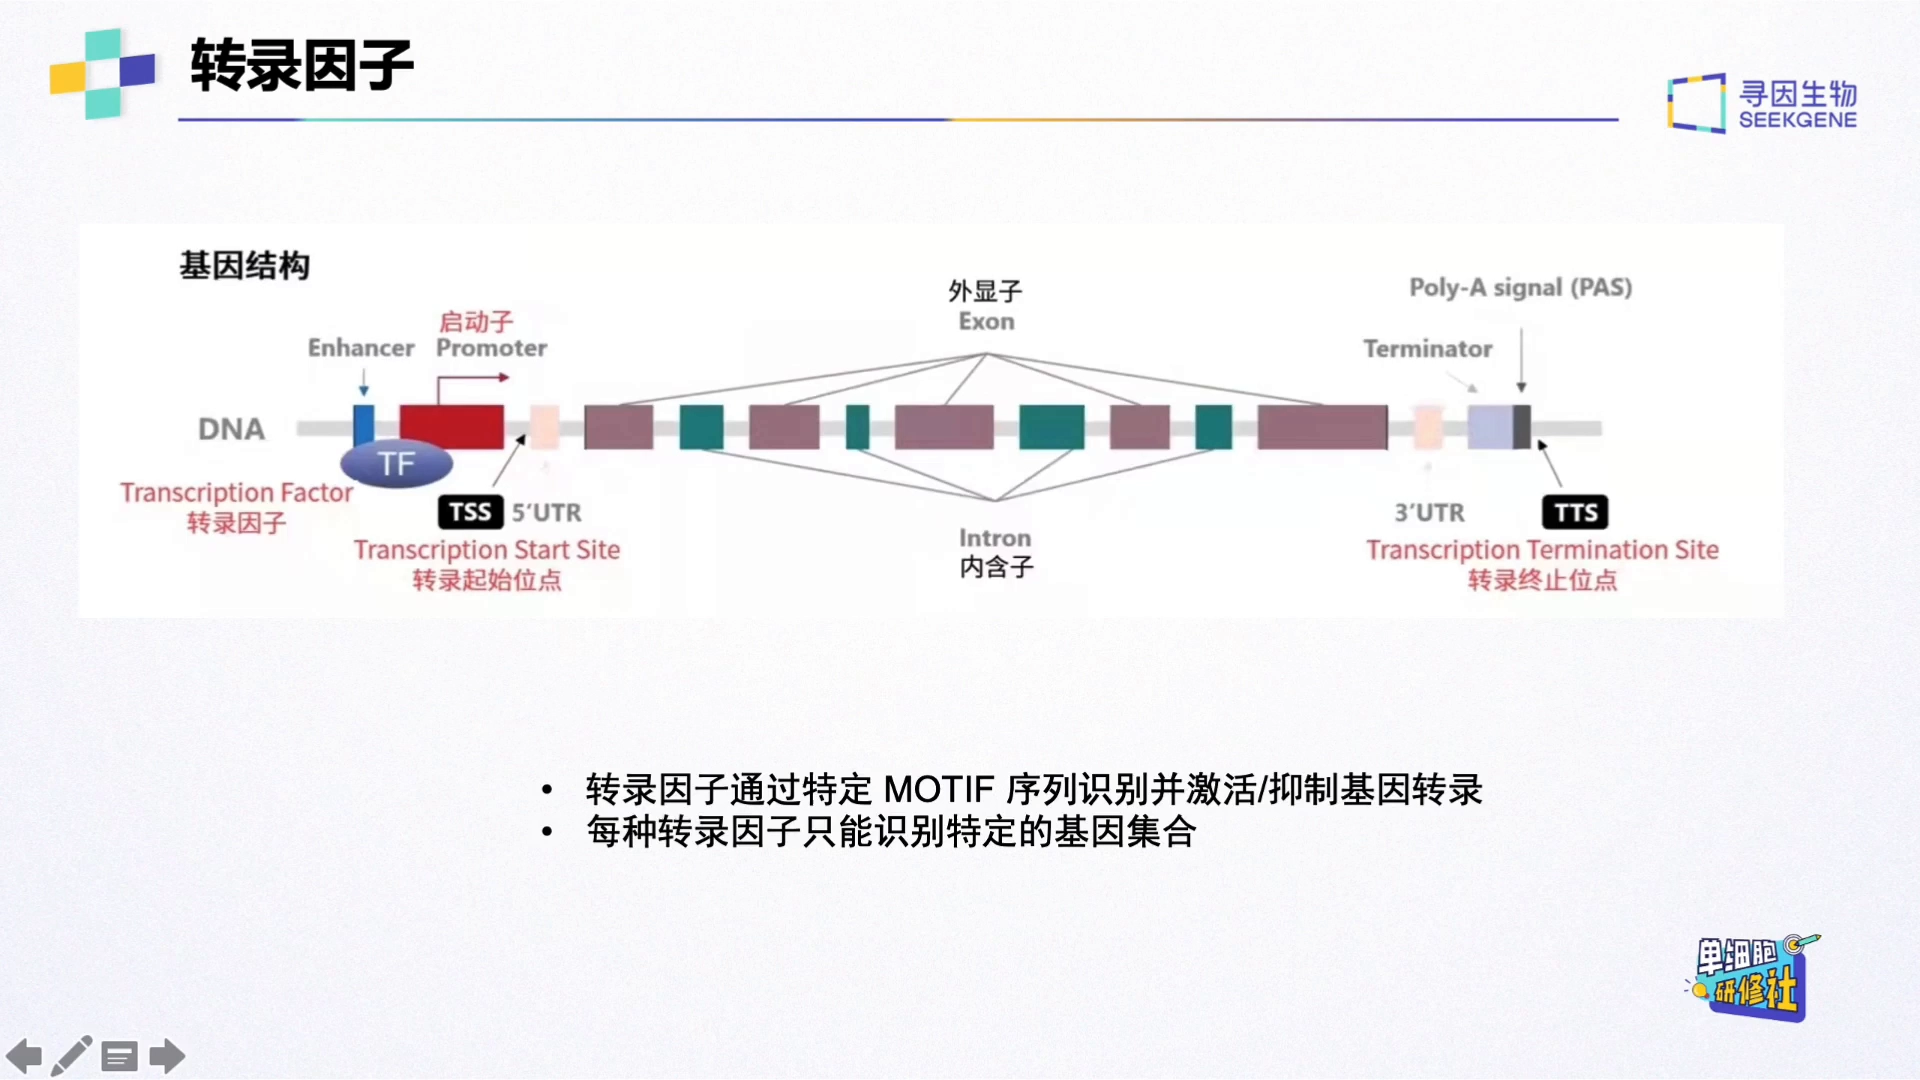 转录因子
寻因生物
SEEKGENE
基因结构
外显子
Exon
Poly-A signal (PAS)
启动子
Enhancer
Promoter
Terminator
DNA
TF
Transcription Factor
转录因子
TSS
5'UTR
Transcription Start Site
转录起始位点
Intron
内含子
3'UTR
TTS
Transcription Termination Site
转录终止位点
• 转录因子通过特定 MOTIF 序列识别并激活/抑制基因转录
• 每种转录因子只能识别特定的基因集合
单细胞
研修社